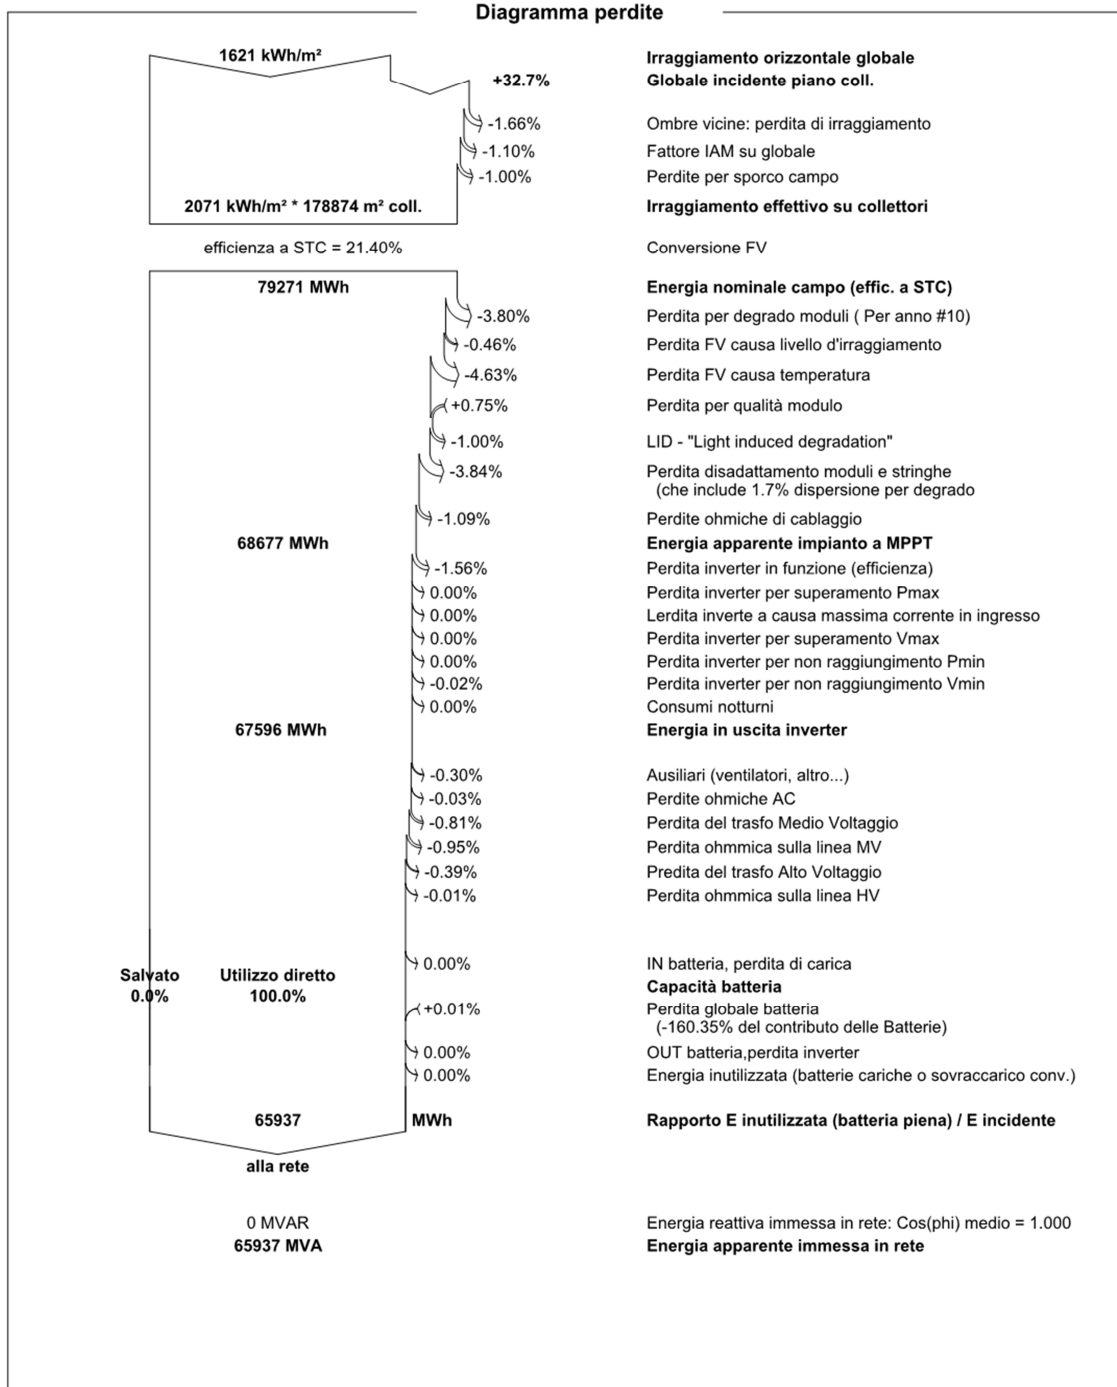 Diagramma perdite
1621 kWh/m² Irraggiamento orizzontale globale
+32.7% Globale incidente piano coll.
-1.66% Ombre vicine: perdita di irraggiamento
-1.10% Fattore IAM su globale
-1.00% Perdite per sporco campo
2071 kWh/m² * 178874 m² coll. Irraggiamento effettivo su collettori
efficienza a STC = 21.40% Conversione FV
79271 MWh Energia nominale campo (effic. a STC)
-3.80% Perdita per degrado moduli ( Per anno #10)
-0.46% Perdita FV causa livello d'irraggiamento
-4.63% Perdita FV causa temperatura
+0.75% Perdita per qualità modulo
-1.00% LID - "Light induced degradation"
-3.84% Perdita disadattamento moduli e stringhe
(che include 1.7% dispersione per degrado
-1.09% Perdite ohmiche di cablaggio
68677 MWh Energia apparente impianto a MPPT
-1.56% Perdita inverter in funzione (efficienza)
0.00% Perdita inverter per superamento Pmax
0.00% Lerdita inverte a causa massima corrente in ingresso
0.00% Perdita inverter per superamento Vmax
0.00% Perdita inverter per non raggiungimento Pmin
-0.02% Perdita inverter per non raggiungimento Vmin
0.00% Consumi notturni
67596 MWh Energia in uscita inverter
-0.30% Ausiliari (ventilatori, altro...)
-0.03% Perdite ohmiche AC
-0.81% Perdita del trasfo Medio Voltaggio
-0.95% Perdita ohmmica sulla linea MV
-0.39% Predita del trasfo Alto Voltaggio
-0.01% Perdita ohmmica sulla linea HV
0.00% IN batteria, perdita di carica
Salvato Utilizzo diretto Capacità batteria
0.0% 100.0%
+0.01% Perdita globale batteria
(-160.35% del contributo delle Batterie)
0.00% OUT batteria,perdita inverter
0.00% Energia inutilizzata (batterie cariche o sovraccarico conv.)
65937 MWh Rapporto E inutilizzata (batteria piena) / E incidente
alla rete
0 MVAR Energia reattiva immessa in rete: Cos(phi) medio = 1.000
65937 MVA Energia apparente immessa in rete